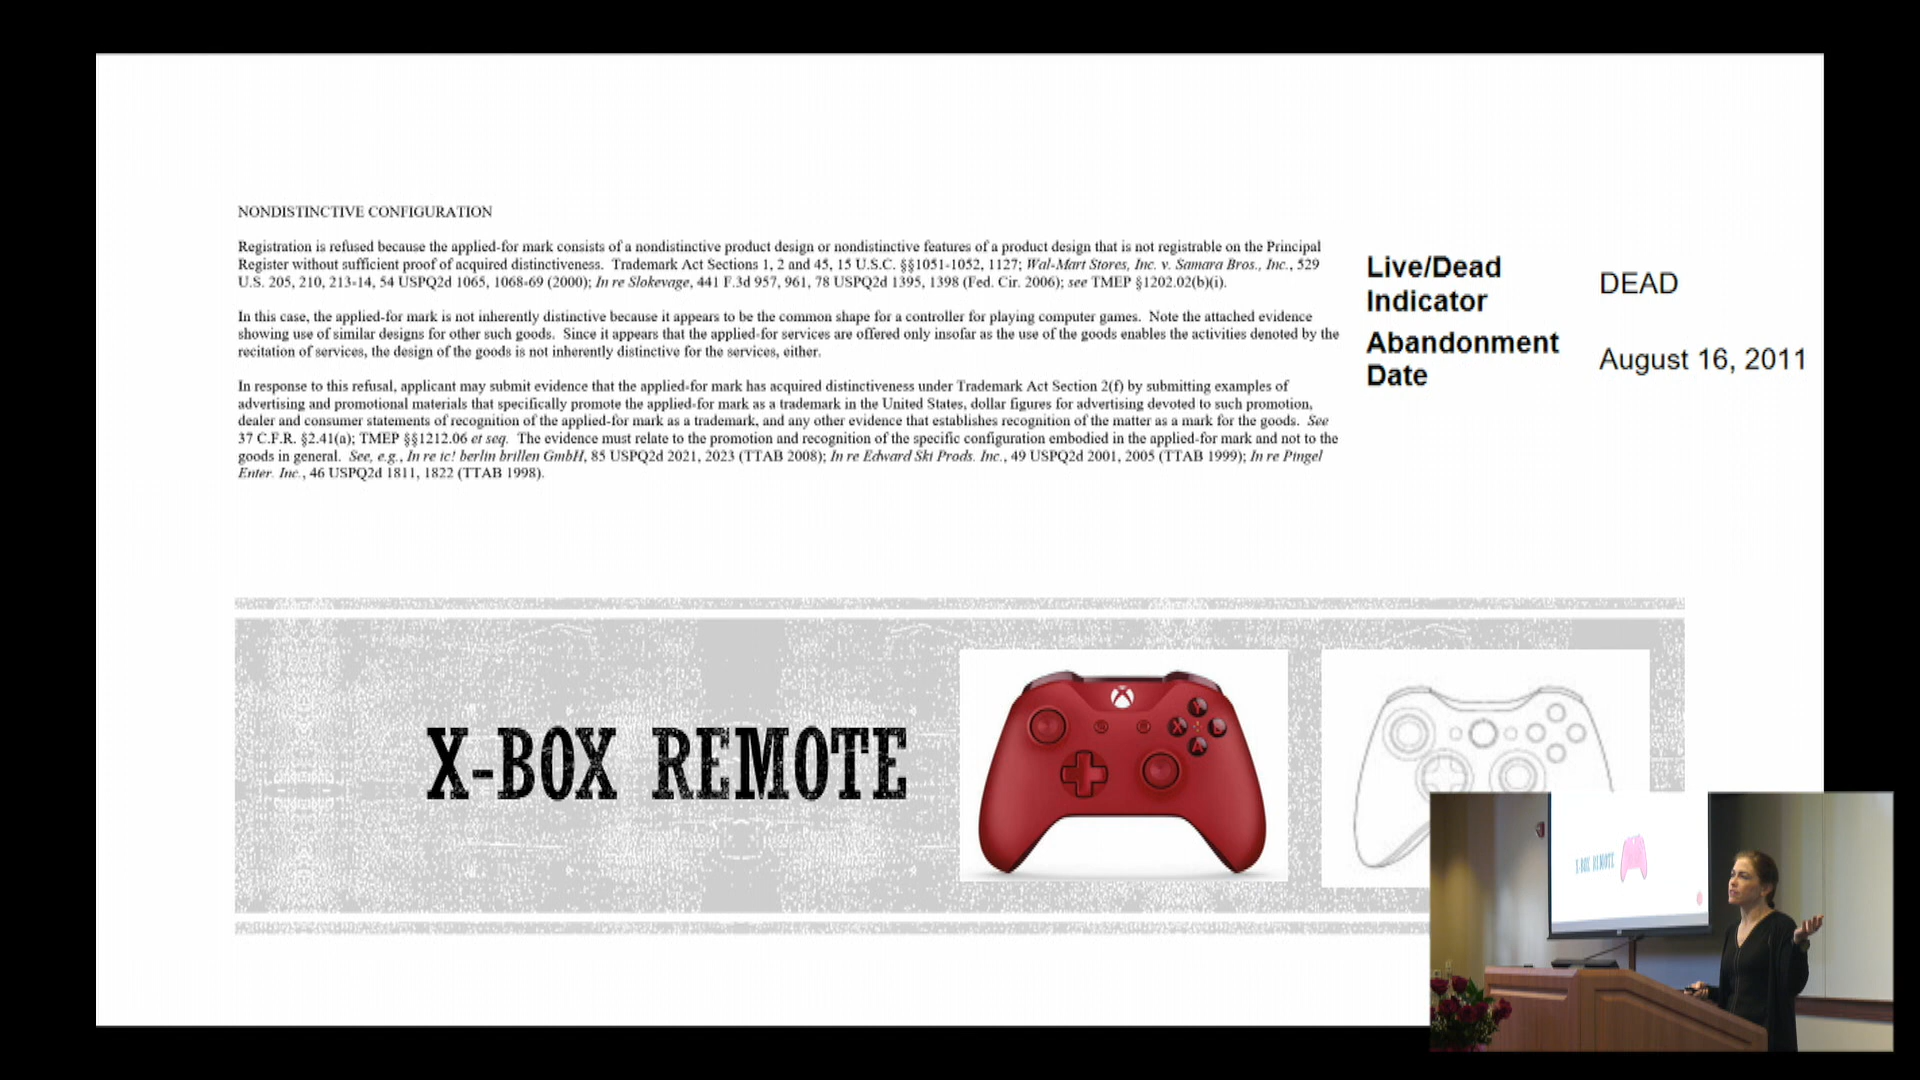 NONDISTINCTIVE CONFIGURATION
Registration is refused because the applied-for mark consists of a nondistinctive product design or nondistinctive features of a product design that is not registrable on the Principal
Register without sufficient proof of acquired distinctiveness. Trademark Act Sections 1, 2 and 45, 15 U.S.C. §§1051-1052, 1127; Wal-Mart Stores, Inc. v. Samara Bros., Inc., 529
U.S. 205, 210, 213-14, 54 USPQ2d 1065, 1068-69 (2000); In re Slokevage, 441 F.3d 957, 961, 78 USPQ2d 1395, 1398 (Fed. Cir. 2006); see TMEP §1202.02(b)(i).
In this case, the applied-for mark is not inherently distinctive because it appears to be the common shape for a controller for playing computer games. Note the attached evidence
showing use of similar designs for other such goods. Since it appears that the applied-for services are offered only insofar as the use of the goods enables the activities denoted by the
recitation of services, the design of the goods is not inherently distinctive for the services, either.
In response to this refusal, applicant may submit evidence that the applied-for mark has acquired distinctiveness under Trademark Act Section 2(f) by submitting examples of
advertising and promotional materials that specifically promote the applied-for mark as a trademark in the United States, dollar figures for advertising devoted to such promotion,
dealer and consumer statements of recognition of the applied-for mark as a trademark, and any other evidence that establishes recognition of the matter as a mark for the goods. See
37 C.F.R. §2.41(a); TMEP §§1212.06 et seq. The evidence must relate to the promotion and recognition of the specific configuration embodied in the applied-for mark and not to the
goods in general. See, e.g., In re ic! berlin brillen GmbH, 85 USPQ2d 2021, 2023 (TTAB 2008); In re Edward Ski Prods. Inc., 49 USPQ2d 2001, 2005 (TTAB 1999); In re Pingel
Enter. Inc., 46 USPQ2d 1811, 1822 (TTAB 1998).
Live/Dead
Indicator
DEAD
Abandonment
Date
August 16, 2011
X-BOX REMOTE
Y
X
B
A
X-BOX REMOTE